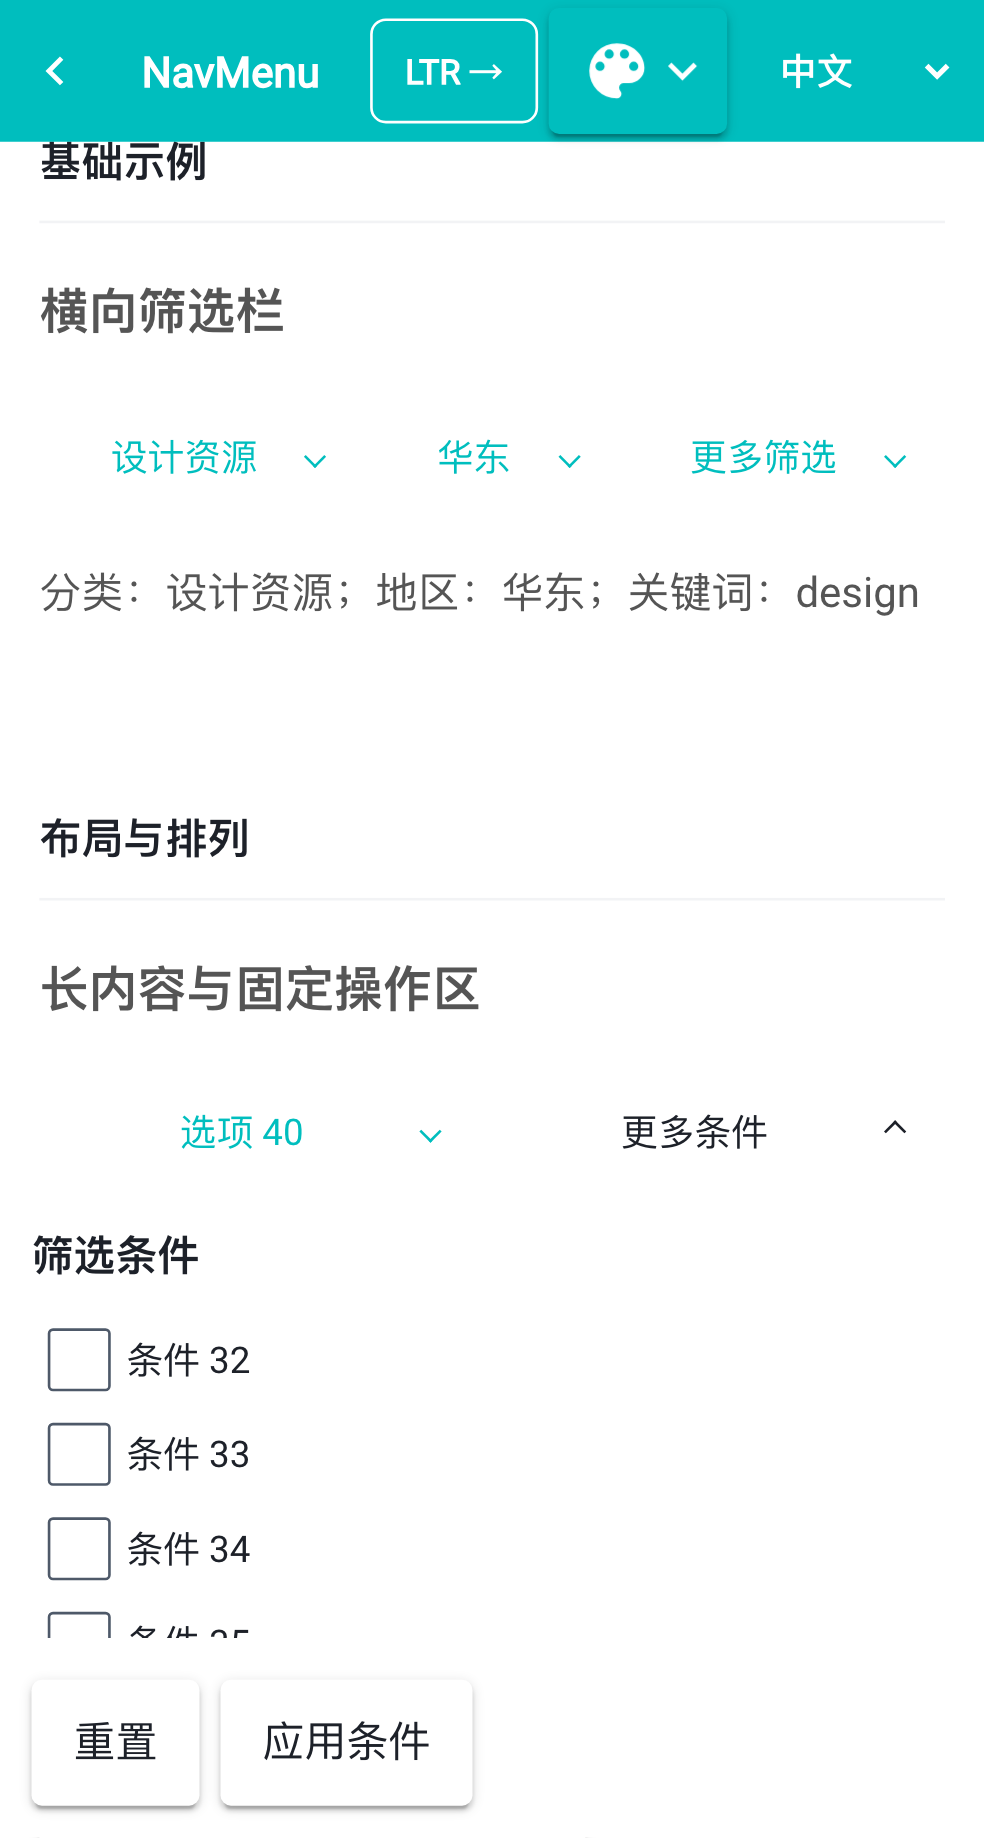 NavMenu
LTR→
中文
基础示例
横向筛选栏
设计资源
华东
更多筛选
分类：设计资源；地区：华东；关键词：design
布局与排列
长内容与固定操作区
选项 40
更多条件
筛选条件
条件 32
条件 33
条件 34
条件 35
重置
应用条件